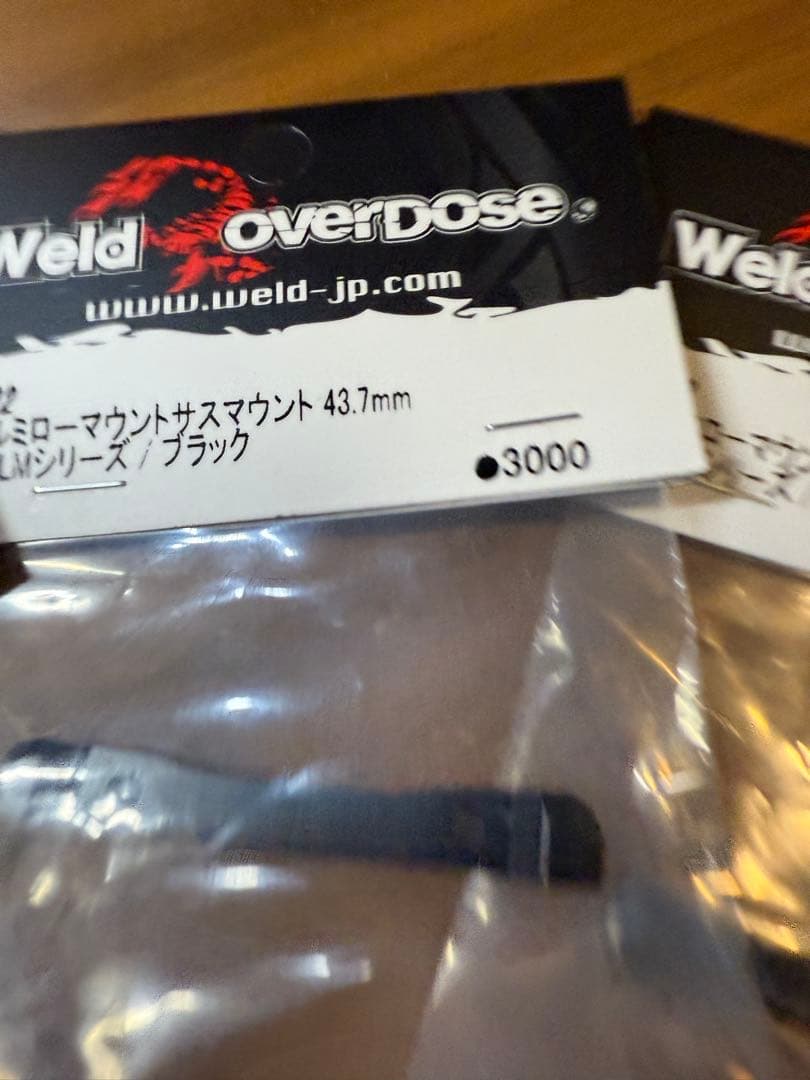 Weld overDose.
www.weld-jp.com
ルミローマウントサスマウント 43.7mm
LMシリーズ / ブラック
●3000
Weld